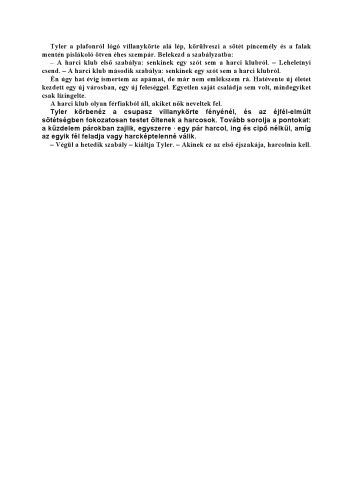 Tyler a plafonról lógó villanykörte alá lép, körülveszi a sötét pincemély és a falak
mentén pislákoló ötven éhes szempár. Belekezd a szabályzatba:
– A harci klub első szabálya: senkinek egy szót sem a harci klubról. – Leheletnyi
csend. – A harci klub második szabálya: senkinek egy szót sem a harci klubról.
Én úgy hat évig ismertem az apámat, de már nem emlékszem rá. Hatévente új életet
kezdett egy új városban, egy új feleséggel. Egyetlen saját családja sem volt, mindegyiket
csak lízingelte.
A harci klub olyan férfiakból áll, akiket nők neveltek fel.
Tyler körbenéz a csupasz villanykörte fényénél, és az éjfél-elmúlt
sötétségben fokozatosan testet öltenek a harcosok. Tovább sorolja a pontokat:
a küzdelem párokban zajlik, egyszerre - egy pár harcol, ing és cipő nélkül, amíg
az egyik fél feladja vagy harcképtelenné válik.
– Végül a hetedik szabály – kiáltja Tyler. – Akinek ez az első éjszakája, harcolnia kell.